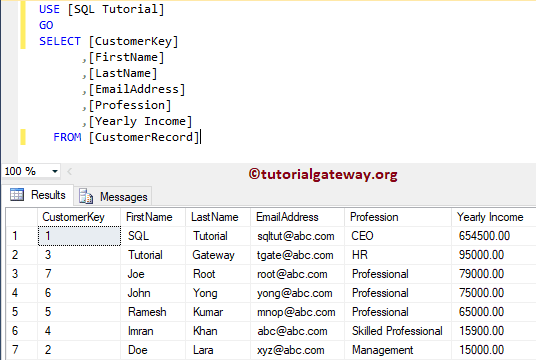 USE [SQL Tutorial]
GO
SELECT [CustomerKey]
,[FirstName]
,[LastName]
,[EmailAddress]
,[Profession]
,[Yearly Income]
FROM [CustomerRecord]
100 %
©tutorialgateway.org
Results Messages
CustomerKey FirstName LastName EmailAddress Profession Yearly Income
1 1 SQL Tutorial sqltut@abc.com CEO 654500.00
2 3 Tutorial Gateway tgate@abc.com HR 95000.00
3 7 Joe Root root@abc.com Professional 79000.00
4 6 John Yong yong@abc.com Professional 75000.00
5 5 Ramesh Kumar mnop@abc.com Professional 65000.00
6 4 Imran Khan abc@abc.com Skilled Professional 15900.00
7 2 Doe Lara xyz@abc.com Management 15000.00